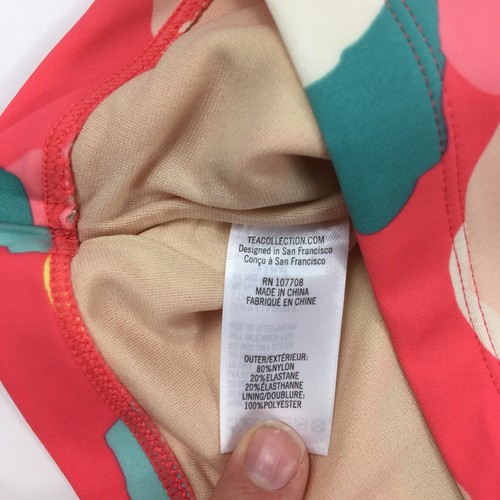 TEACOLLECTION.COM
Designed in San Francisco
Conçu à San Francisco
RN 107708
MADE IN CHINA
FABRIQUÉ EN CHINE
OUTER/EXTÉRIEUR:
80%NYLON
20%ELASTANE
20%ÉLASTHANNE
LINING/DOUBLURE:
100%POLYESTER